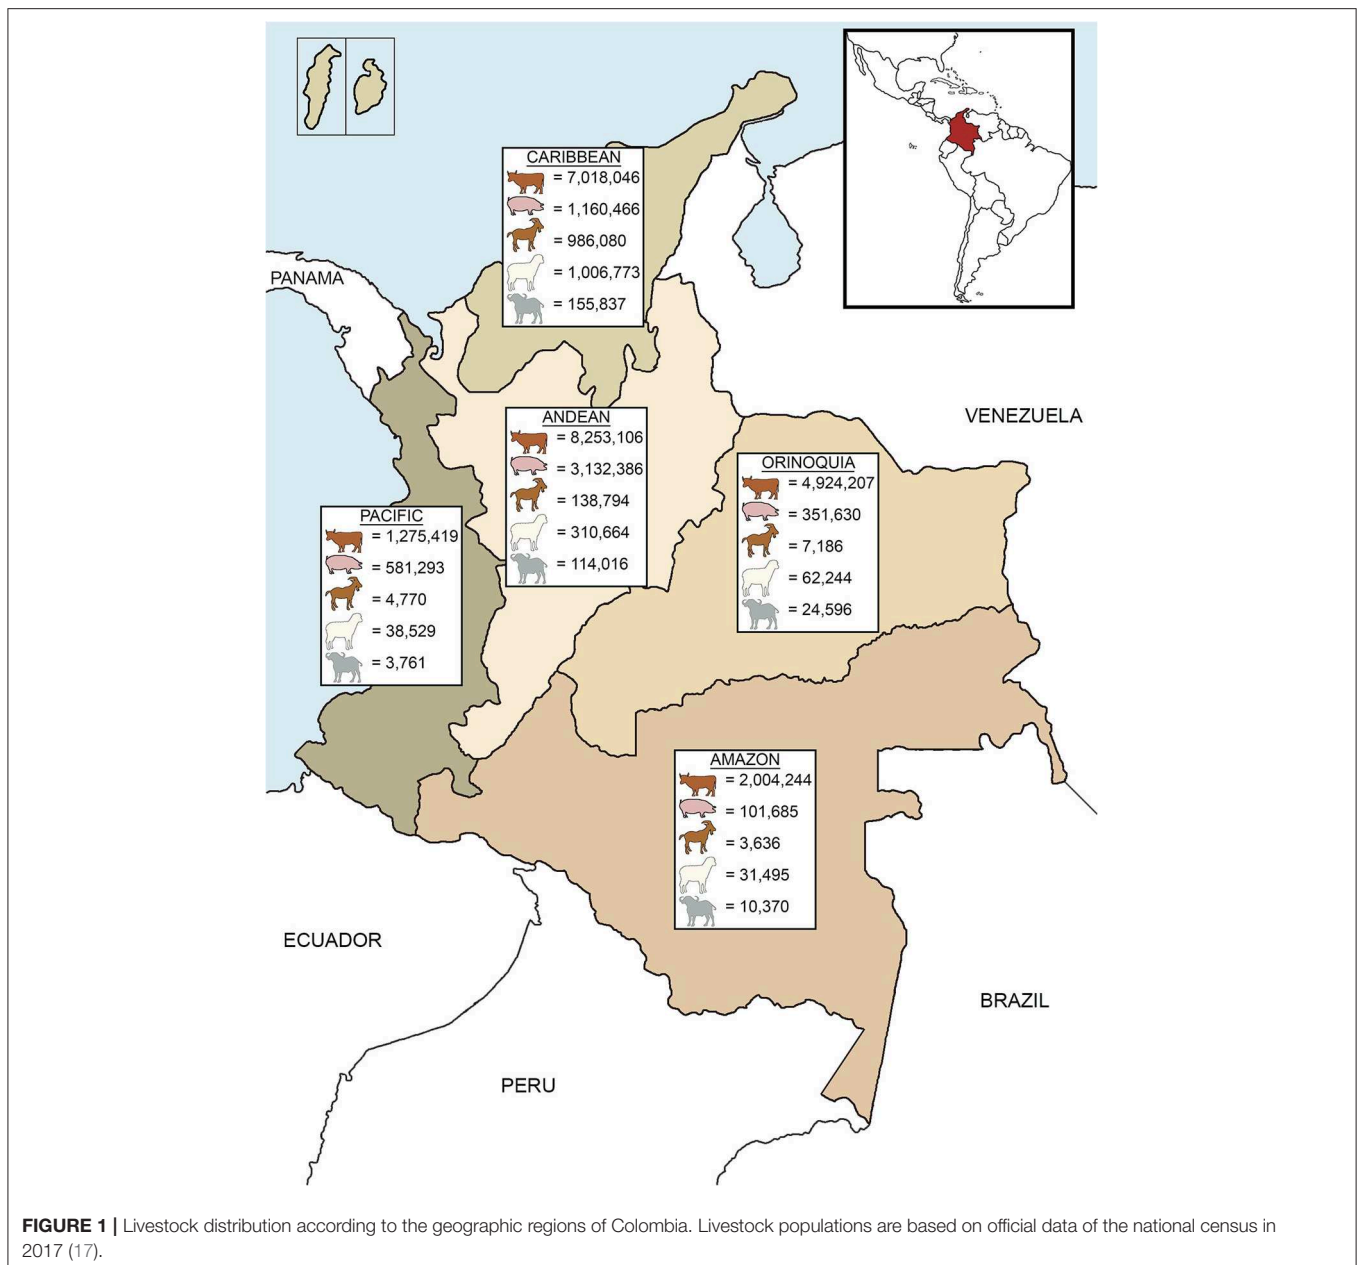 CARIBBEAN
= 7,018,046
= 1,160,466
= 986,080
= 1,006,773
= 155,837
PANAMA
VENEZUELA
ANDEAN
= 8,253,106
= 3,132,386
= 138,794
= 310,664
= 114,016
ORINOQUIA
= 4,924,207
= 351,630
= 7,186
= 62,244
= 24,596
PACIFIC
= 1,275,419
= 581,293
= 4,770
= 38,529
= 3,761
AMAZON
= 2,004,244
= 101,685
= 3,636
= 31,495
= 10,370
ECUADOR
BRAZIL
PERU
FIGURE 1 | Livestock distribution according to the geographic regions of Colombia. Livestock populations are based on official data of the national census in
2017 (17).